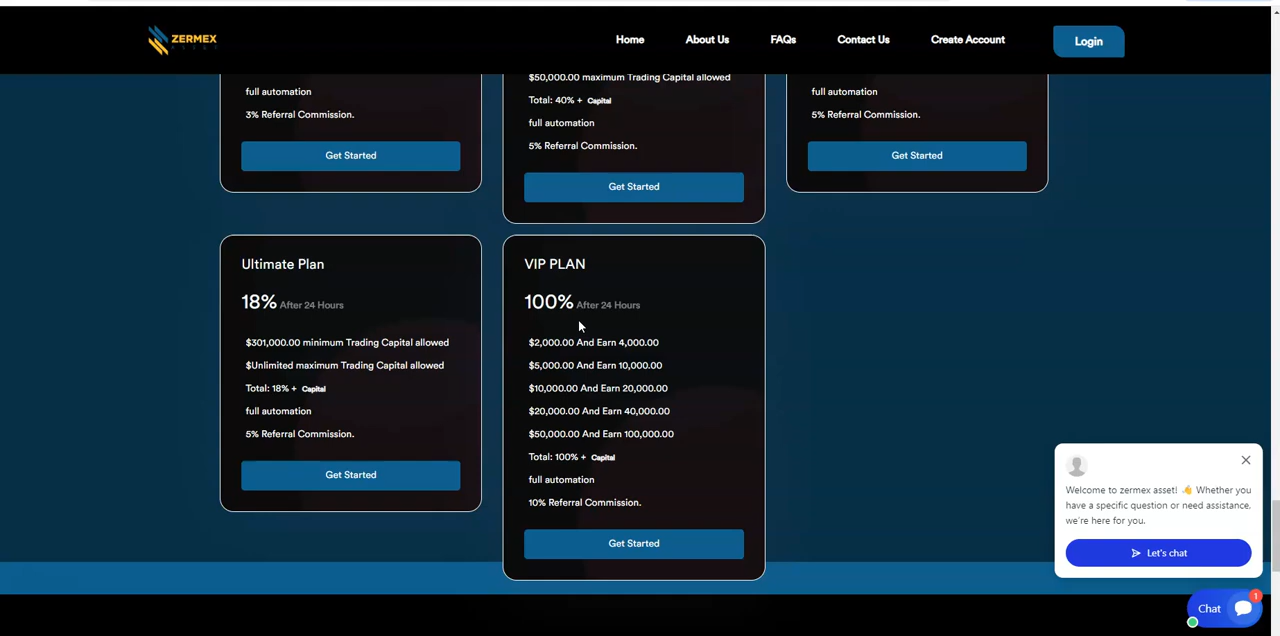 ZERMEX
ASSET
Home
About Us
FAQs
Contact Us
Create Account
Login
full automation
3% Referral Commission.
Get Started
$50,000.00 maximum Trading Capital allowed
Total: 40% + Capital
full automation
5% Referral Commission.
Get Started
full automation
5% Referral Commission.
Get Started
Ultimate Plan
18% After 24 Hours
$301,000.00 minimum Trading Capital allowed
$Unlimited maximum Trading Capital allowed
Total: 18% + Capital
full automation
5% Referral Commission.
Get Started
VIP PLAN
100% After 24 Hours
$2,000.00 And Earn 4,000.00
$5,000.00 And Earn 10,000.00
$10,000.00 And Earn 20,000.00
$20,000.00 And Earn 40,000.00
$50,000.00 And Earn 100,000.00
Total: 100% + Capital
full automation
10% Referral Commission.
Get Started
Welcome to zermex asset! 👋 Whether you
have a specific question or need assistance,
we're here for you.
Let's chat
Chat
1